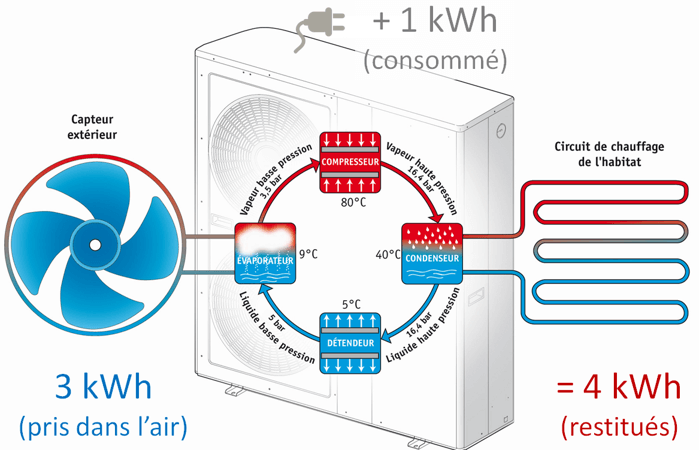 + 1 kWh
(consommé)
Capteur
extérieur
Circuit de chauffage
de l'habitat
Vapeur basse pression
3,5 bar
COMPRESSEUR
80°C
Vapeur haute pression
16,4 bar
ÉVAPORATEUR
9°C
40°C
CONDENSEUR
5°C
DÉTENDEUR
5 bar
Liquide basse pression
16,4 bar
Liquide haute pression
3 kWh
(pris dans l'air)
= 4 kWh
(restitués)